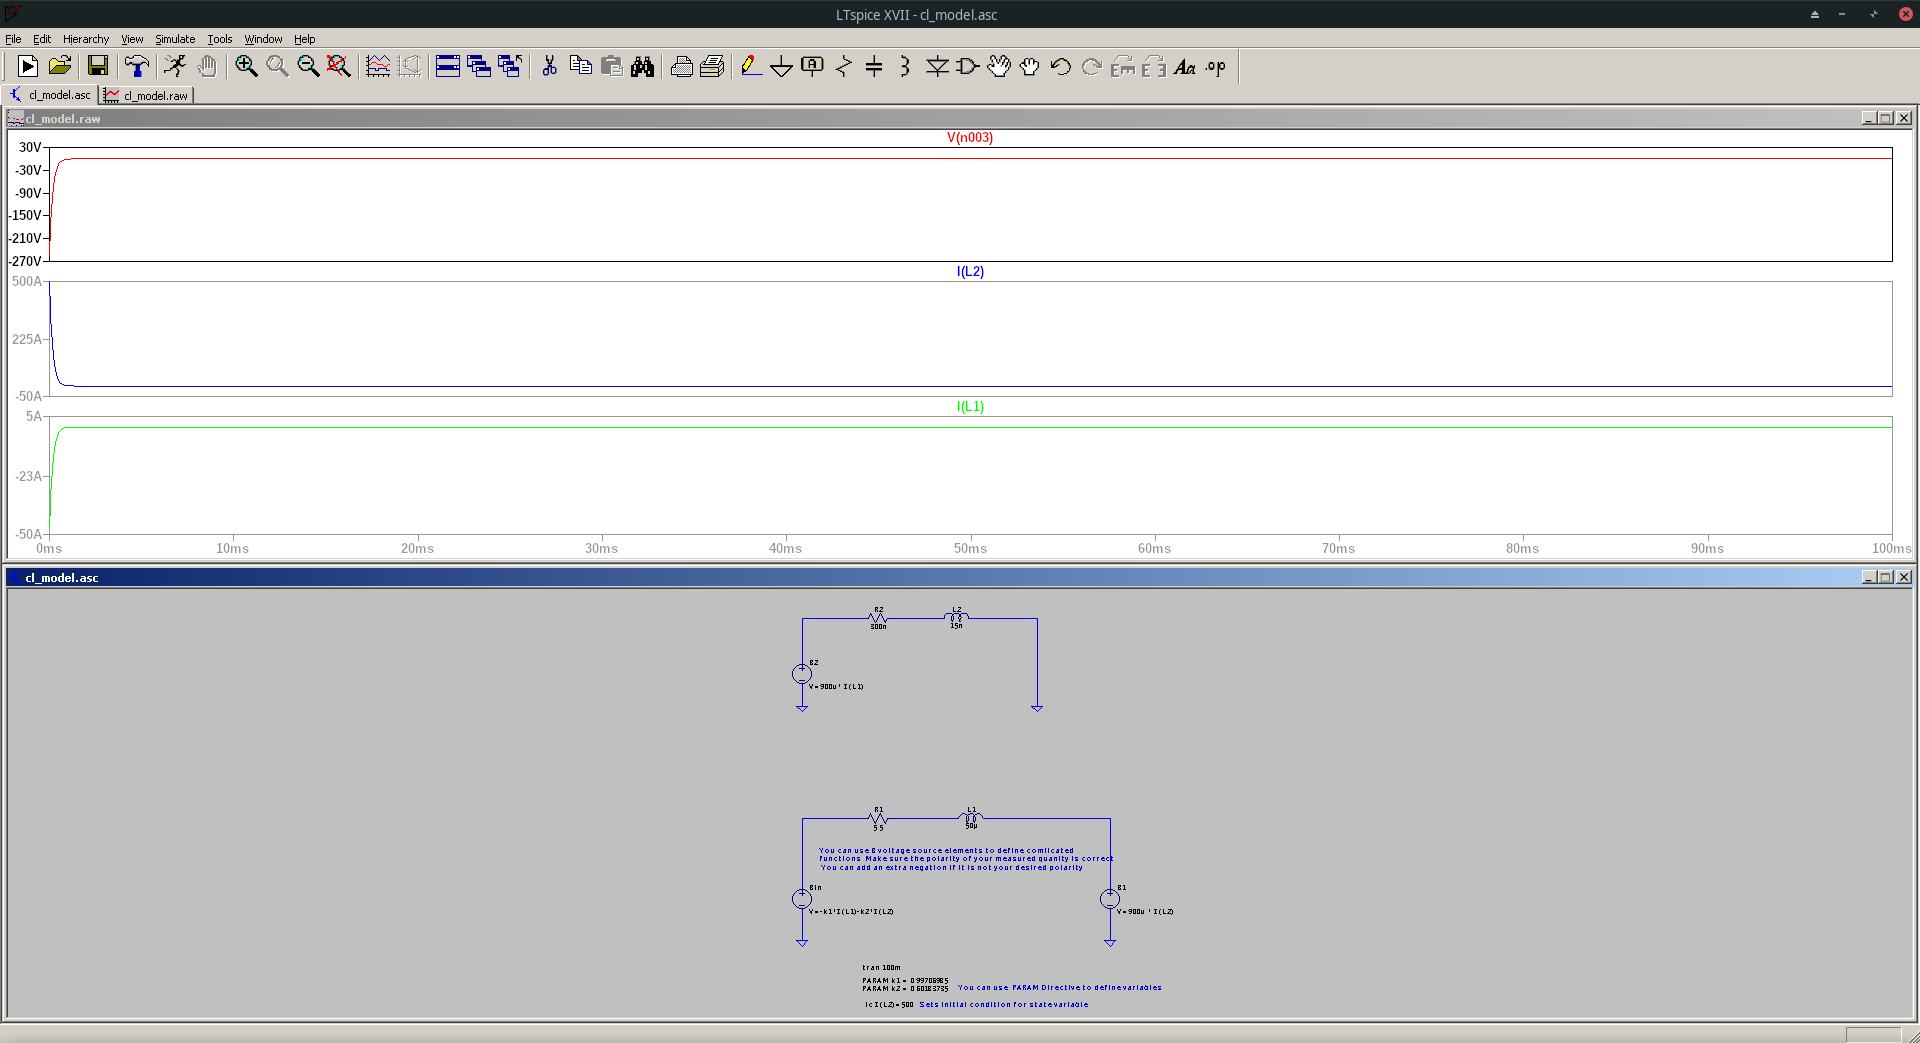 LTspice XVII - cl_model.asc
File Edit Hierarchy View Simulate Tools Window Help
cl_model.asc cl_model.raw
cl_model.raw
V(n003)
30V
-30V
-90V
-150V
-210V
-270V
I(L2)
500A
225A
-50A
I(L1)
5A
-23A
-50A
0ms 10ms 20ms 30ms 40ms 50ms 60ms 70ms 80ms 90ms 100ms
cl_model.asc
R2
300n
L2
15n
B2
V=900u*I(L1)
R1
55
L1
50µ
You can use B voltage source elements to define comlicated
functions. Make sure the polarity of your measured quanity is correct
You can add an extra negation if it is not your desired polarity
Bin
V=-k1*I(L1)-k2*I(L2)
B1
V=900u * I(L2)
tran 100m
PARAM k1 = 0.99706985
PARAM k2 = 0.60183735
You can use PARAM Directive to define variables
ic I(L2)=500 Sets initial condition for state variable